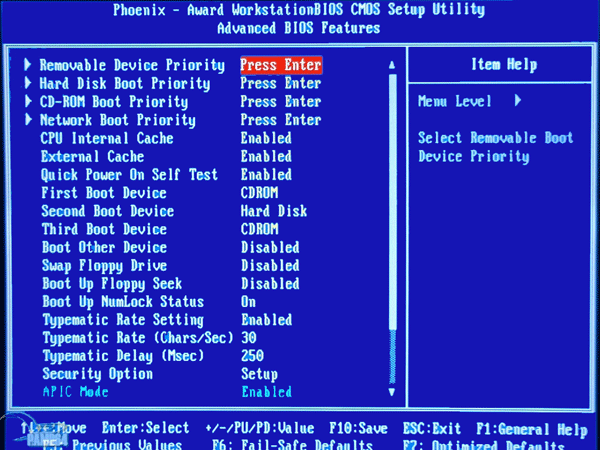 Phoenix - Award WorkstationBIOS CMOS Setup Utility
Advanced BIOS Features
Removable Device Priority Press Enter
Hard Disk Boot Priority Press Enter
CD-ROM Boot Priority Press Enter
Network Boot Priority Press Enter
CPU Internal Cache Enabled
External Cache Enabled
Quick Power On Self Test Enabled
First Boot Device CDROM
Second Boot Device Hard Disk
Third Boot Device CDROM
Boot Other Device Disabled
Swap Floppy Drive Disabled
Boot Up Floppy Seek Disabled
Boot Up NumLock Status On
Typematic Rate Setting Enabled
Typematic Rate (Chars/Sec) 30
Typematic Delay (Msec) 250
Security Option Setup
APIC Mode Enabled
Item Help
Menu Level
Select Removable Boot
Device Priority
:Move Enter:Select +/-/PU/PD:Value F10:Save ESC:Exit F1:General Help
Previous Values F6: Fail-Safe Defaults F7: Optimized Defaults